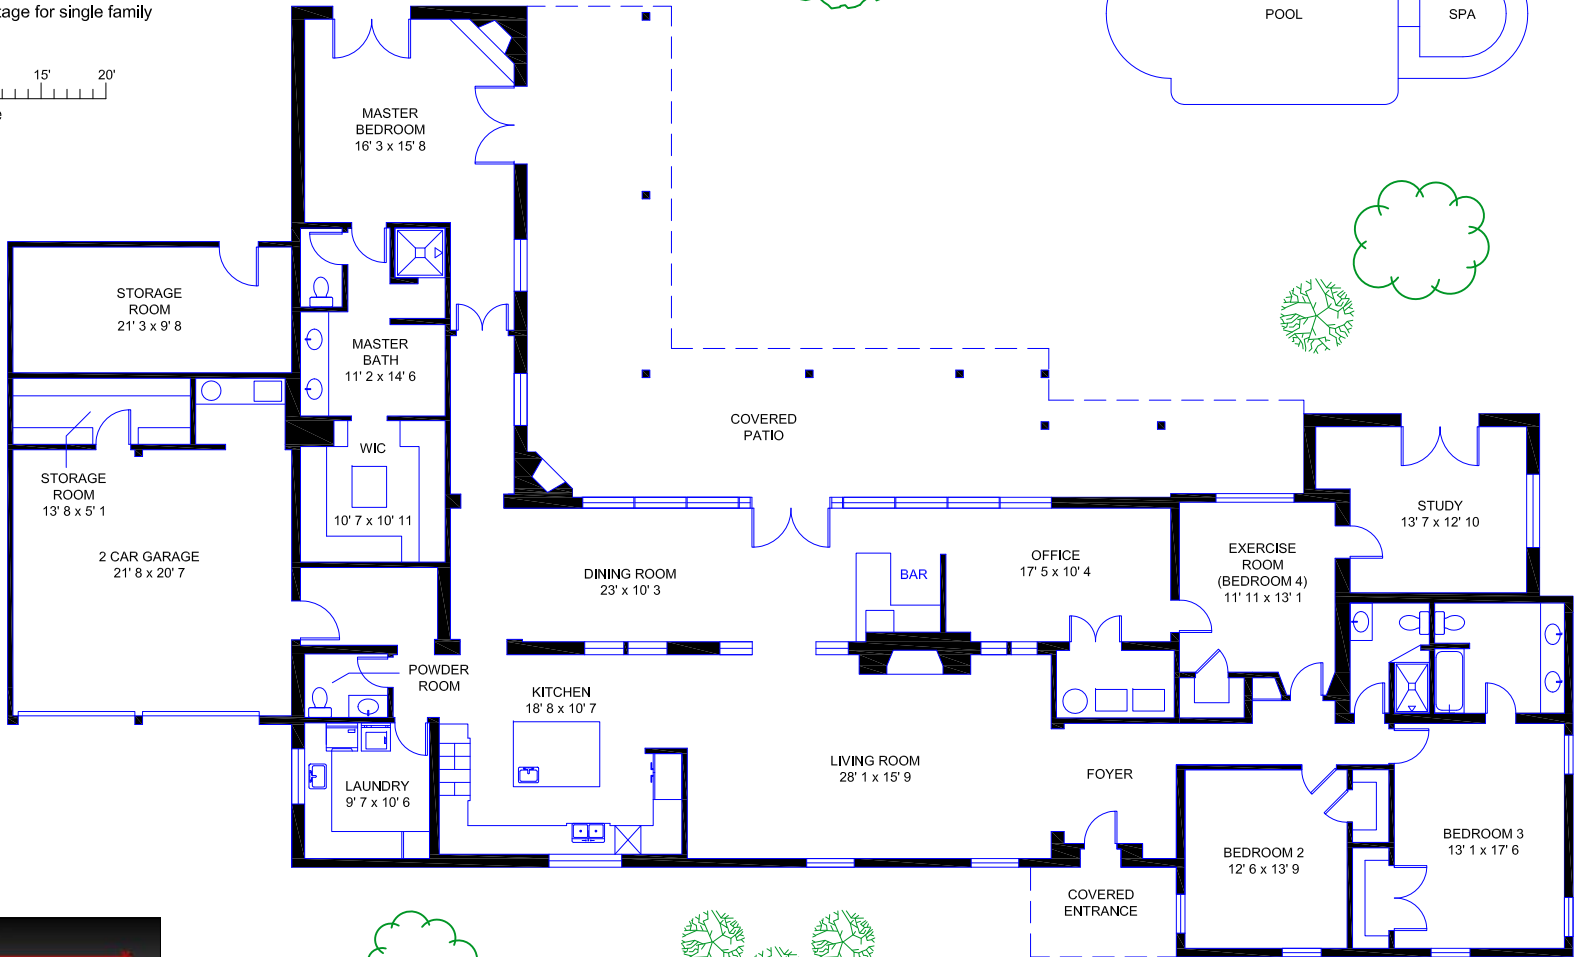 tage for single family
15' 20'
e
POOL
SPA
MASTER
BEDROOM
16' 3 x 15' 8
STORAGE
ROOM
21' 3 x 9' 8
MASTER
BATH
11' 2 x 14' 6
COVERED
PATIO
WIC
10' 7 x 10' 11
STORAGE
ROOM
13' 8 x 5' 1
2 CAR GARAGE
21' 8 x 20' 7
STUDY
13' 7 x 12' 10
EXERCISE
ROOM
(BEDROOM 4)
11' 11 x 13' 1
OFFICE
17' 5 x 10' 4
BAR
DINING ROOM
23' x 10' 3
POWDER
ROOM
KITCHEN
18' 8 x 10' 7
LIVING ROOM
28' 1 x 15' 9
FOYER
LAUNDRY
9' 7 x 10' 6
BEDROOM 2
12' 6 x 13' 9
BEDROOM 3
13' 1 x 17' 6
COVERED
ENTRANCE